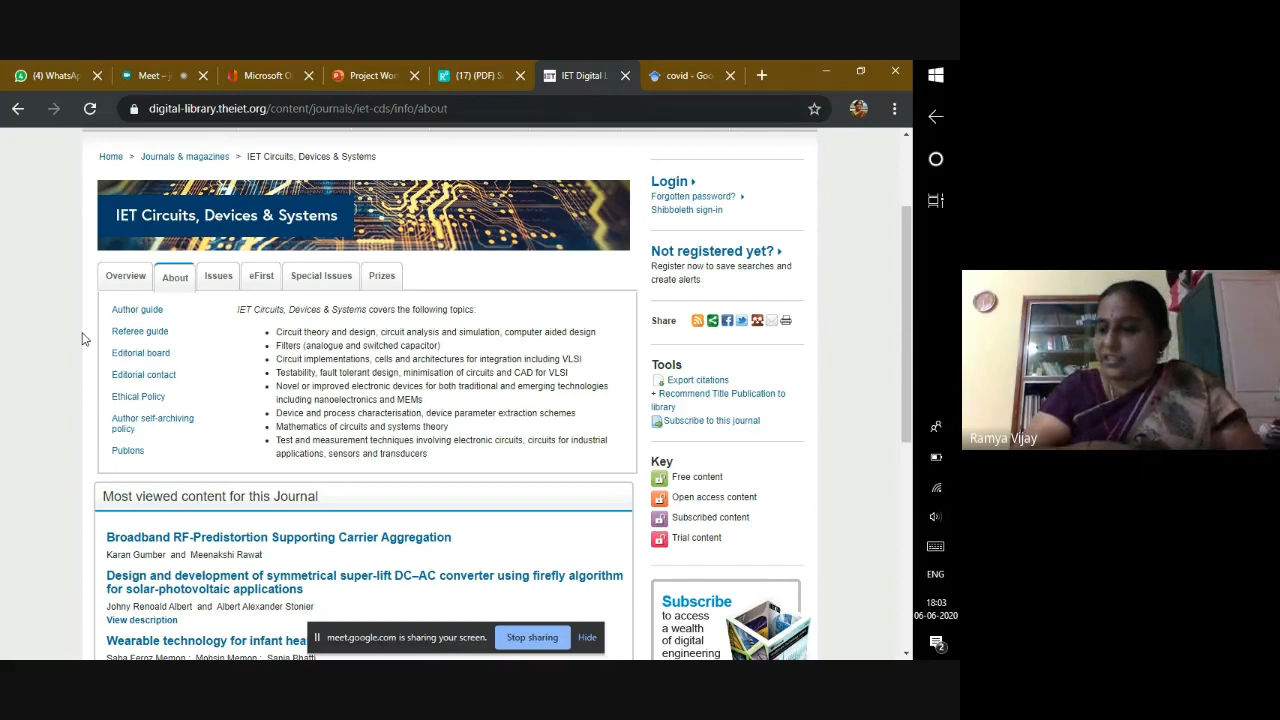 (4) WhatsAp
Meet – j
Microsoft O
Project Wor
(17) (PDF) S
IET Digital L
covid - Goo
digital-library.theiet.org/content/journals/iet-cds/info/about
Home > Journals & magazines > IET Circuits, Devices & Systems
IET Circuits, Devices & Systems
Overview
About
Issues
eFirst
Special Issues
Prizes
Author guide
Referee guide
Editorial board
Editorial contact
Ethical Policy
Author self-archiving
policy
Publons
IET Circuits, Devices & Systems covers the following topics:
Circuit theory and design, circuit analysis and simulation, computer aided design
Filters (analogue and switched capacitor)
Circuit implementations, cells and architectures for integration including VLSI
Testability, fault tolerant design, minimisation of circuits and CAD for VLSI
Novel or improved electronic devices for both traditional and emerging technologies
including nanoelectronics and MEMs
Device and process characterisation, device parameter extraction schemes
Mathematics of circuits and systems theory
Test and measurement techniques involving electronic circuits, circuits for industrial
applications, sensors and transducers
Most viewed content for this Journal
Broadband RF-Predistortion Supporting Carrier Aggregation
Karan Gumber and Meenakshi Rawat
Design and development of symmetrical super-lift DC–AC converter using firefly algorithm
for solar-photovoltaic applications
Johny Renoald Albert and Albert Alexander Stonier
View description
Wearable technology for infant hea
Saba Feroz Memon ; Mohsin Memon ; Sania Bhatti
meet.google.com is sharing your screen.
Stop sharing
Hide
Login
Forgotten password?
Shibboleth sign-in
Not registered yet?
Register now to save searches and
create alerts
Share
Tools
Export citations
+ Recommend Title Publication to
library
Subscribe to this journal
Key
Free content
Open access content
Subscribed content
Trial content
Subscribe
to access
a wealth
of digital
engineering
ENG
18:03
06-06-2020
2
Ramya Vijay